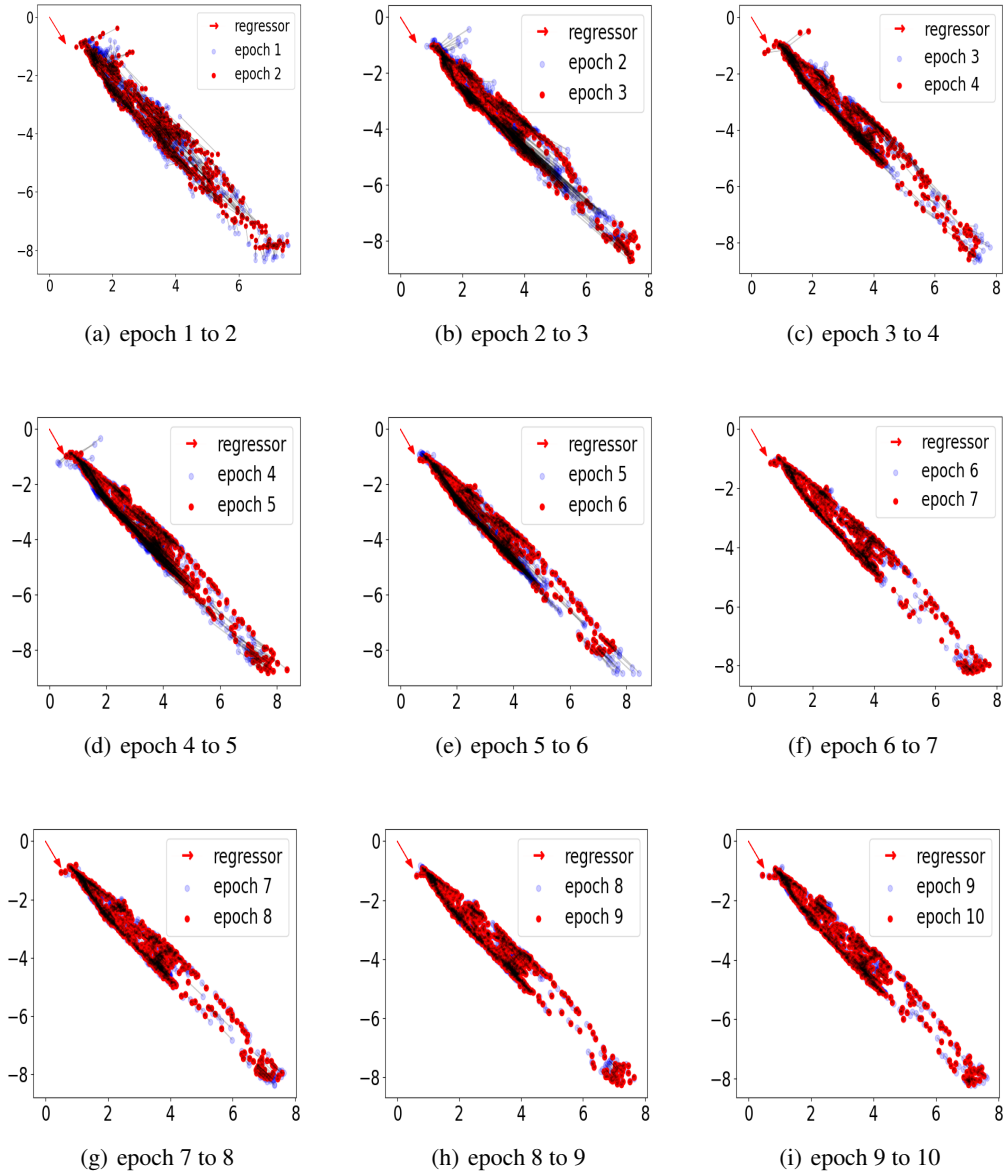 0
−2
−4
−6
−8
0
2
4
6
regressor
epoch 1
epoch 2
(a) epoch 1 to 2
0
−2
−4
−6
−8
0
2
4
6
8
regressor
epoch 2
epoch 3
(b) epoch 2 to 3
0
−2
−4
−6
−8
0
2
4
6
8
regressor
epoch 3
epoch 4
(c) epoch 3 to 4
0
−2
−4
−6
−8
0
2
4
6
8
regressor
epoch 4
epoch 5
(d) epoch 4 to 5
0
−2
−4
−6
−8
0
2
4
6
8
regressor
epoch 5
epoch 6
(e) epoch 5 to 6
0
−2
−4
−6
−8
0
2
4
6
8
regressor
epoch 6
epoch 7
(f) epoch 6 to 7
0
−2
−4
−6
−8
0
2
4
6
8
regressor
epoch 7
epoch 8
(g) epoch 7 to 8
0
−2
−4
−6
−8
0
2
4
6
8
regressor
epoch 8
epoch 9
(h) epoch 8 to 9
0
−2
−4
−6
−8
0
2
4
6
8
regressor
epoch 9
epoch 10
(i) epoch 9 to 10